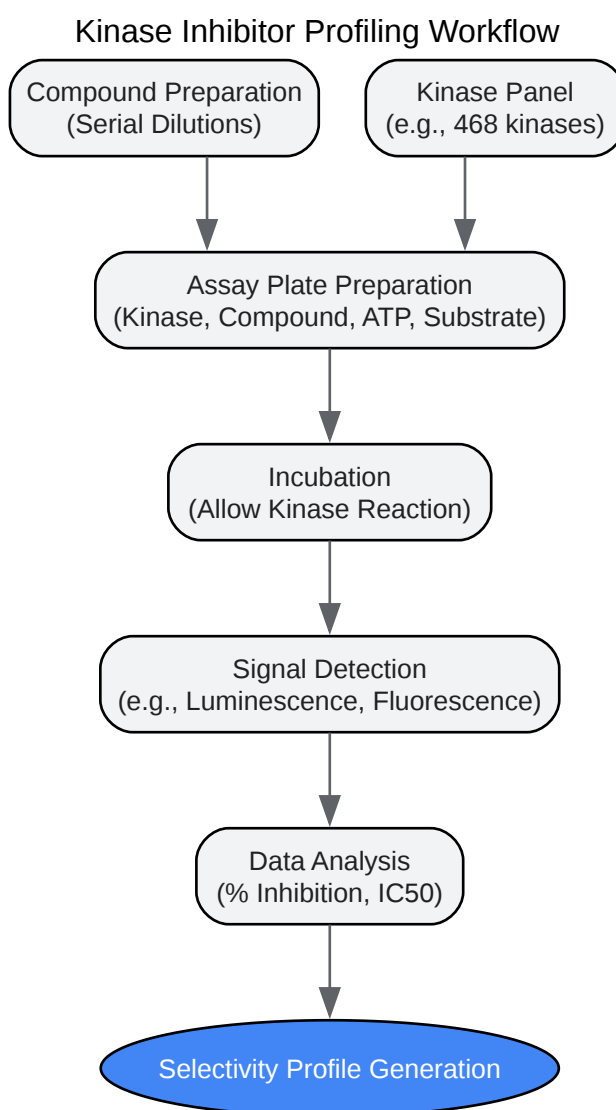 Kinase Inhibitor Profiling Workflow
Compound Preparation
(Serial Dilutions)
Kinase Panel
(e.g., 468 kinases)
Assay Plate Preparation
(Kinase, Compound, ATP, Substrate)
Incubation
(Allow Kinase Reaction)
Signal Detection
(e.g., Luminescence, Fluorescence)
Data Analysis
(% Inhibition, IC50)
Selectivity Profile Generation